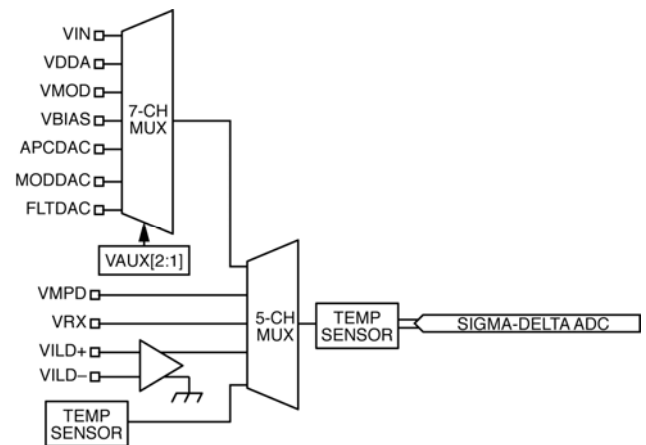 VIN
VDDA
VMOD
VBIAS
APCDAC
MODDAC
FLTDAC
7-CH
MUX
VAUX[2:1]
VMPD
VRX
VILD+
VILD–
TEMP
SENSOR
5-CH
MUX
TEMP
SENSOR
SIGMA-DELTA ADC